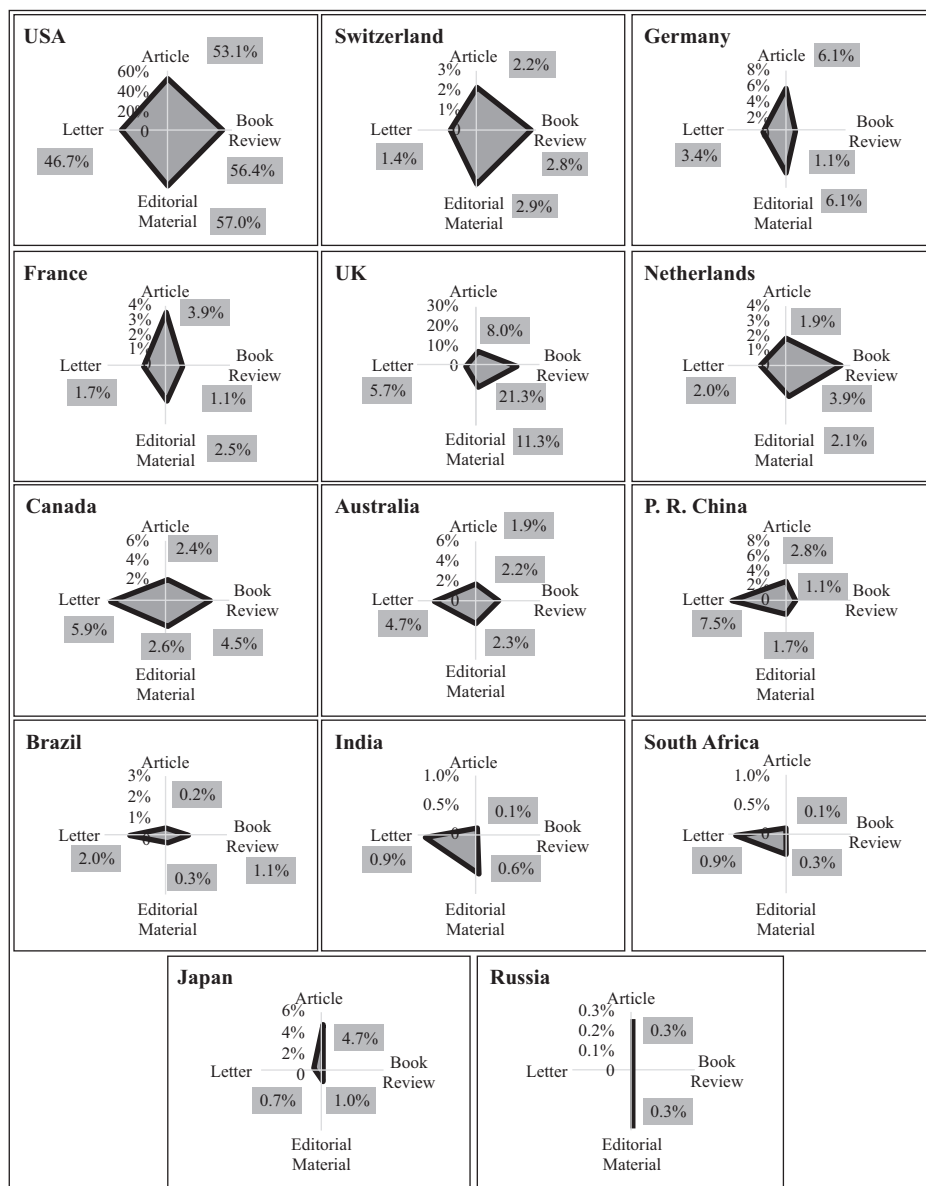 USA
Article
53.1%
60%
40%
20%
0
Letter
Book
Review
46.7%
56.4%
Editorial
Material
57.0%
Switzerland
Article
2.2%
3%
2%
1%
0
Letter
Book
Review
1.4%
2.8%
Editorial
Material
2.9%
Germany
Article
6.1%
8%
6%
4%
2%
Letter
Book
Review
3.4%
1.1%
Editorial
Material
6.1%
France
Article
4%
3%
2%
1%
0
3.9%
Letter
Book
Review
1.7%
1.1%
Editorial
Material
2.5%
UK
Article
30%
20%
10%
0
8.0%
Letter
Book
Review
5.7%
21.3%
Editorial
Material
11.3%
Netherlands
Article
4%
3%
2%
1%
1.9%
Letter
Book
Review
2.0%
3.9%
Editorial
Material
2.1%
Canada
Article
6%
4%
2%
2.4%
Letter
Book
Review
5.9%
2.6%
4.5%
Editorial
Material
Australia
Article
1.9%
6%
4%
2%
0
2.2%
Letter
Book
Review
4.7%
2.3%
Editorial
Material
P. R. China
Article
8%
6%
4%
2%
0
2.8%
1.1%
Letter
Book
Review
7.5%
1.7%
Editorial
Material
Brazil
Article
3%
2%
1%
0
0.2%
Letter
Book
Review
2.0%
0.3%
1.1%
Editorial
Material
India
Article
1.0%
0.5%
0
0.1%
Letter
Book
Review
0.9%
0.6%
Editorial
Material
South Africa
Article
1.0%
0.5%
0
0.1%
Letter
Book
Review
0.9%
0.3%
Editorial
Material
Japan
Article
6%
4%
2%
0
4.7%
Letter
Book
Review
0.7%
1.0%
Editorial
Material
Russia
Article
0.3%
0.2%
0.1%
0
0.3%
Letter
Book
Review
0.3%
Editorial
Material